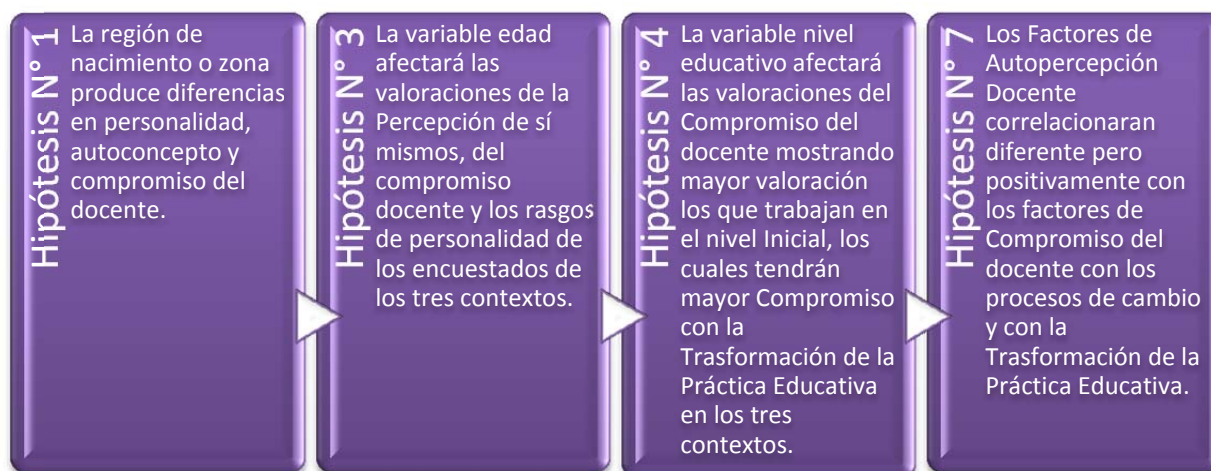 Hipótesis N° 1
La región de
nacimiento o zona
produce diferencias
en personalidad,
autoconcepto y
compromiso del
docente.
Hipótesis N° 3
La variable edad
afectará las
valoraciones de la
Percepción de sí
mismos, del
compromiso
docente y los rasgos
de personalidad de
los encuestados de
los tres contextos.
Hipótesis N° 4
La variable nivel
educativo afectará
las valoraciones del
Compromiso del
docente mostrando
mayor valoración
los que trabajan en
el nivel Inicial, los
cuales tendrán
mayor Compromiso
con la
Trasformación de la
Práctica Educativa
en los tres
contextos.
Hipótesis N° 7
Los Factores de
Autopercepción
Docente
correlacionaran
diferente pero
positivamente con
los factores de
Compromiso del
docente con los
procesos de cambio
y con la
Trasformación de la
Práctica Educativa.